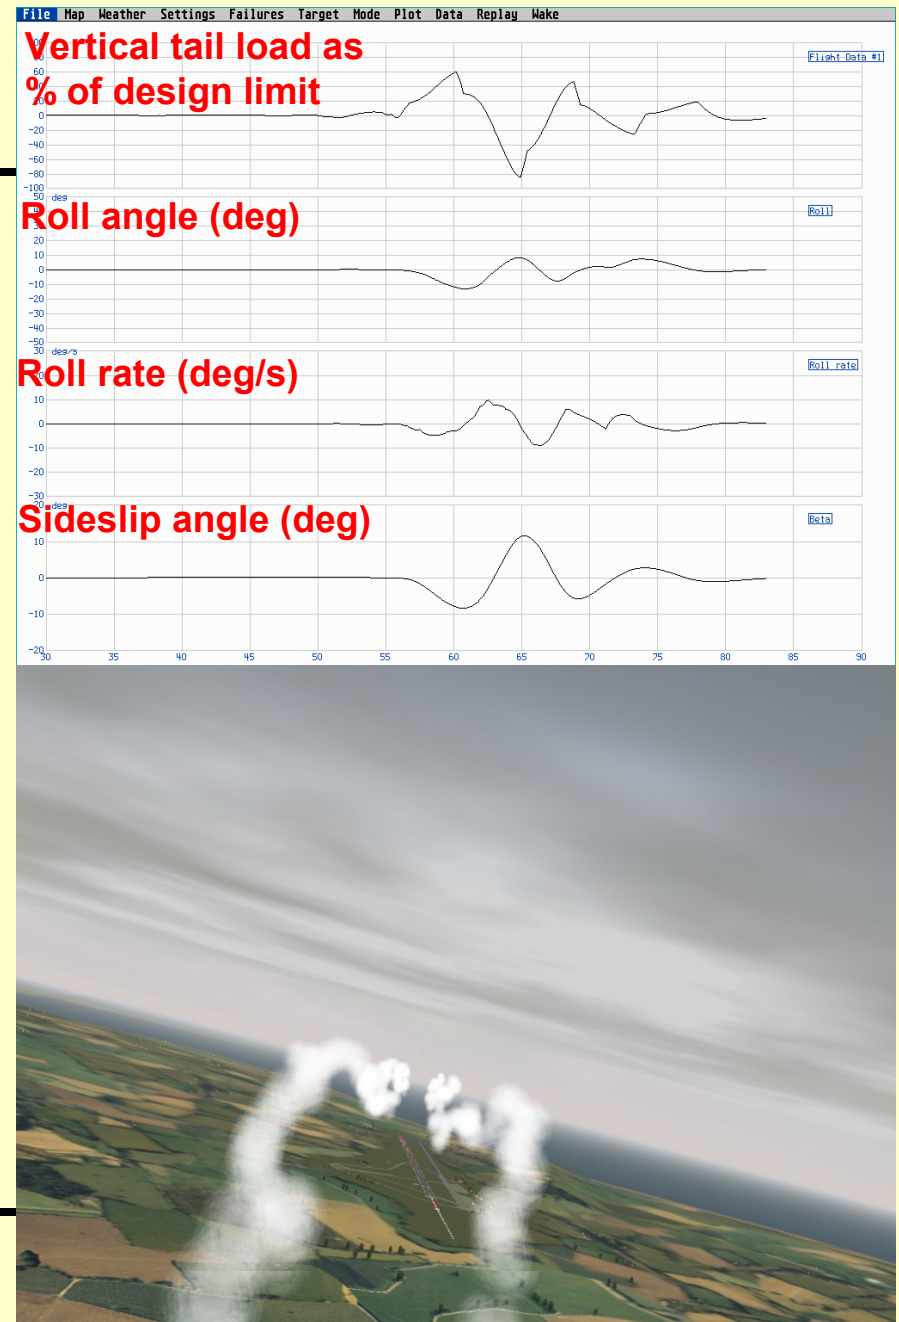 File Map Weather Settings Failures Target Mode Plot Data Replay Wake
Vertical tail load as
% of design limit
Flight Data #1
60
0
-20
-40
-60
-80
-100
50 deg
Roll angle (deg)
Roll
20
10
0
-10
-20
-30
-40
-50
30 deg/s
Roll rate (deg/s)
Roll rate
10
0
-10
-20
-30
20 deg
Sideslip angle (deg)
Beta
10
0
-10
-20
30 35 40 45 50 55 60 65 70 75 80 85 90